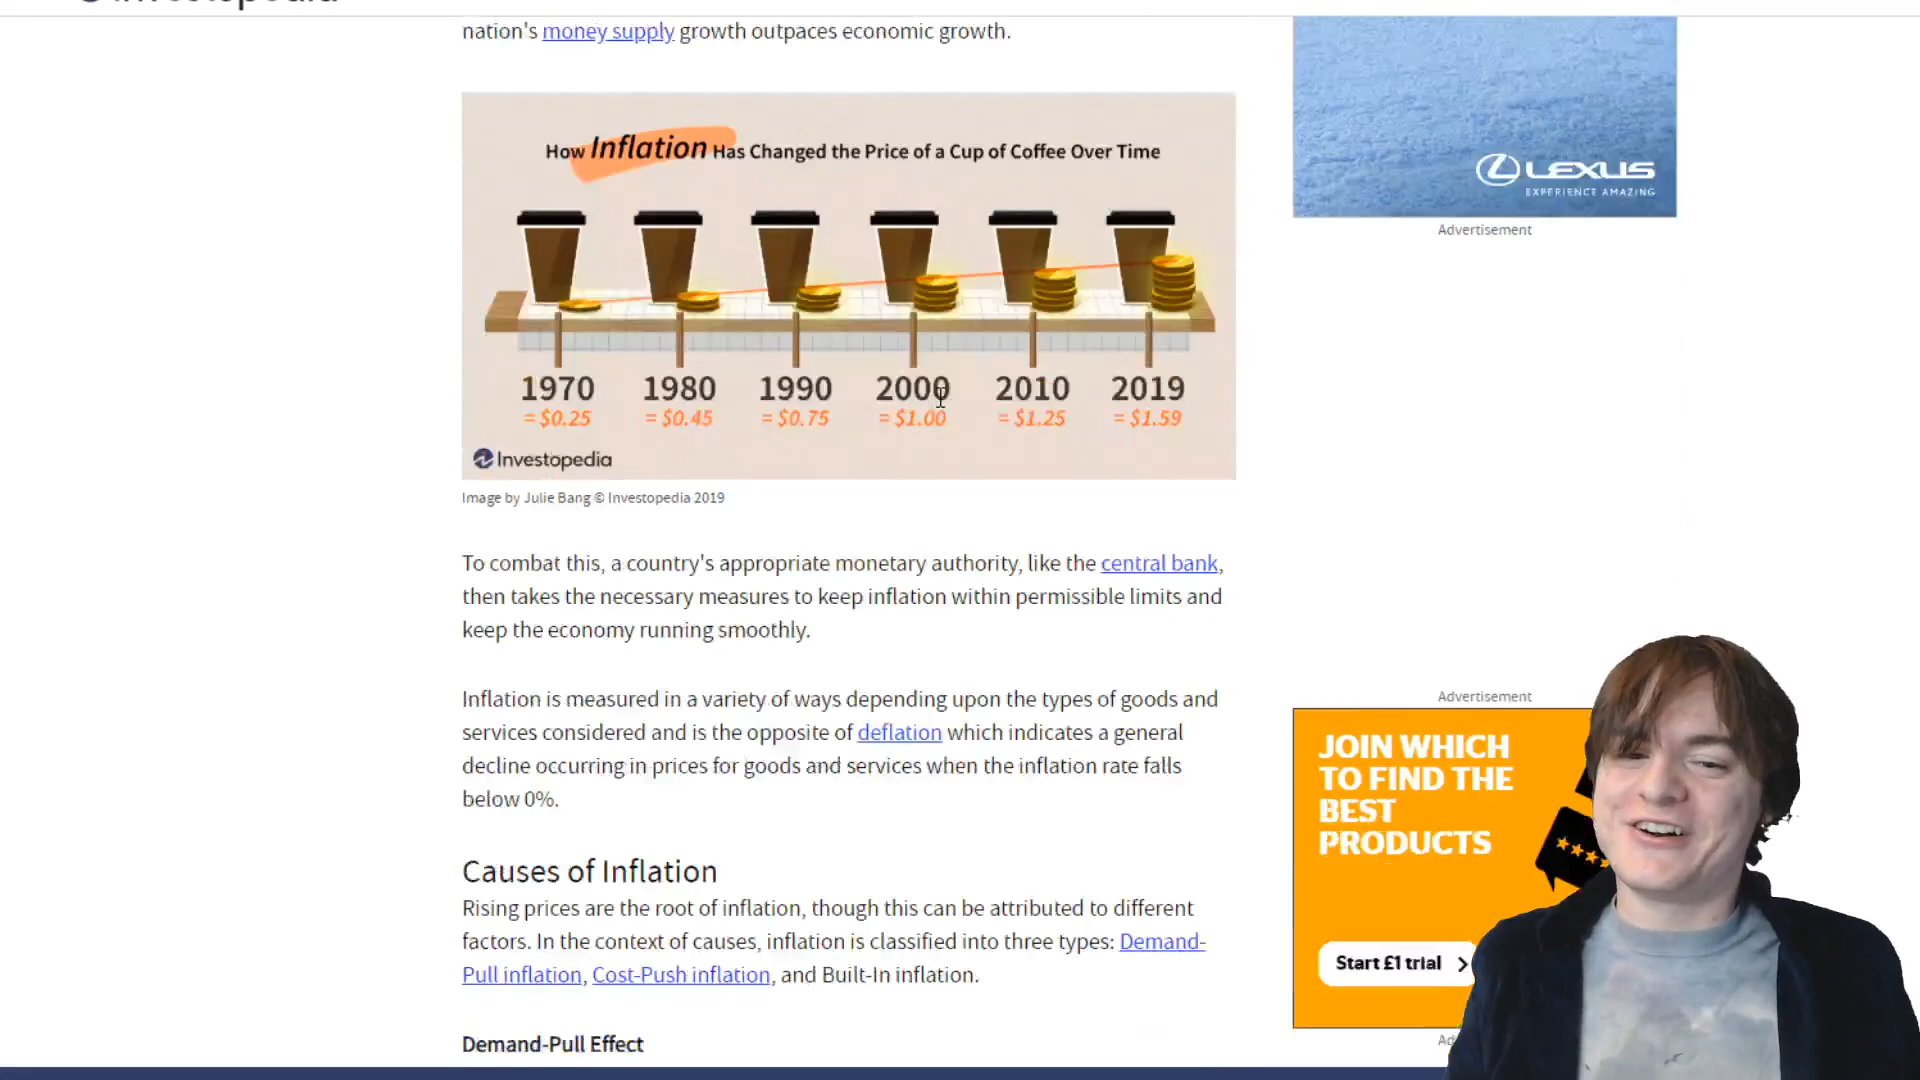 Investopedia
nation's money supply growth outpaces economic growth.
How Inflation Has Changed the Price of a Cup of Coffee Over Time
1970 1980 1990 2000 2010 2019
= $0.25 = $0.45 = $0.75 = $1.00 = $1.25 = $1.59
Investopedia
Image by Julie Bang © Investopedia 2019
To combat this, a country's appropriate monetary authority, like the central bank,
then takes the necessary measures to keep inflation within permissible limits and
keep the economy running smoothly.
Inflation is measured in a variety of ways depending upon the types of goods and
services considered and is the opposite of deflation which indicates a general
decline occurring in prices for goods and services when the inflation rate falls
below 0%.
Causes of Inflation
Rising prices are the root of inflation, though this can be attributed to different
factors. In the context of causes, inflation is classified into three types: Demand-
Pull inflation, Cost-Push inflation, and Built-In inflation.
Demand-Pull Effect
LEXUS
EXPERIENCE AMAZING
Advertisement
Advertisement
JOIN WHICH
TO FIND THE
BEST
PRODUCTS
Start £1 trial
Ad